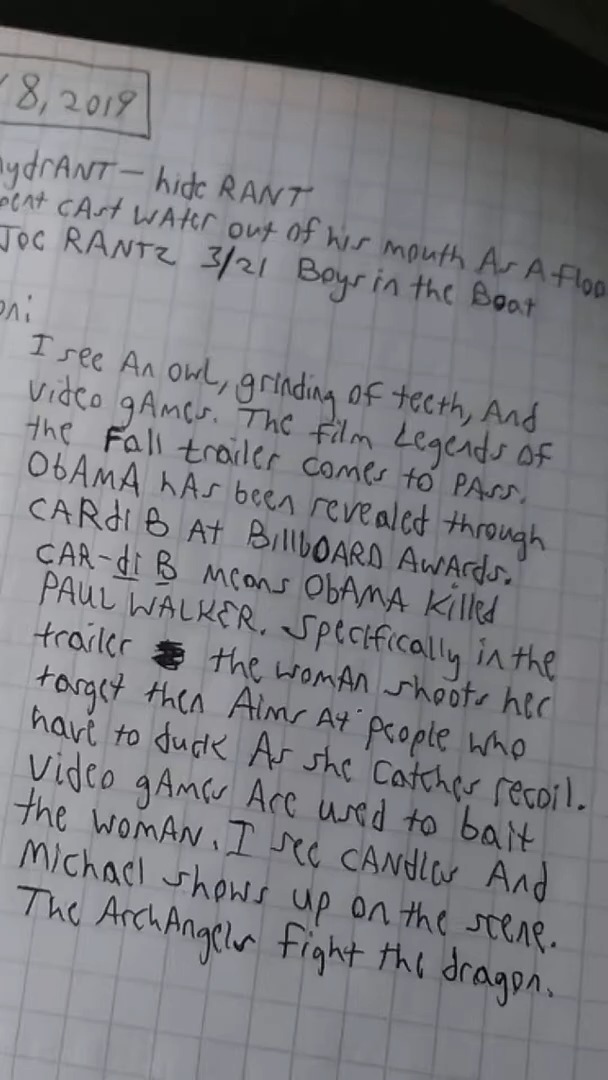 8, 2019
hydrANT – hide RANT
pent cAst wAter out of his mouth As A floo
Joe RANTZ 3/21 Boys in the Boat
on:
I see An owl, grinding of teeth, And
video gAmes. The film Legends of
the Fall trailer comes to PAss.
ObAMA hAs been revealed through
CARdi B At BillBOARD AwArds.
CAR-di B means ObAMA killed
PAUL WALKER. Specifically in the
trailer the womAn shoots her
target then Aims At people who
have to duck As she catches recoil.
Video gAmes Are used to bait
the womAn. I see cAndles And
Michael shows up on the scene.
The ArchAngels fight the dragon.